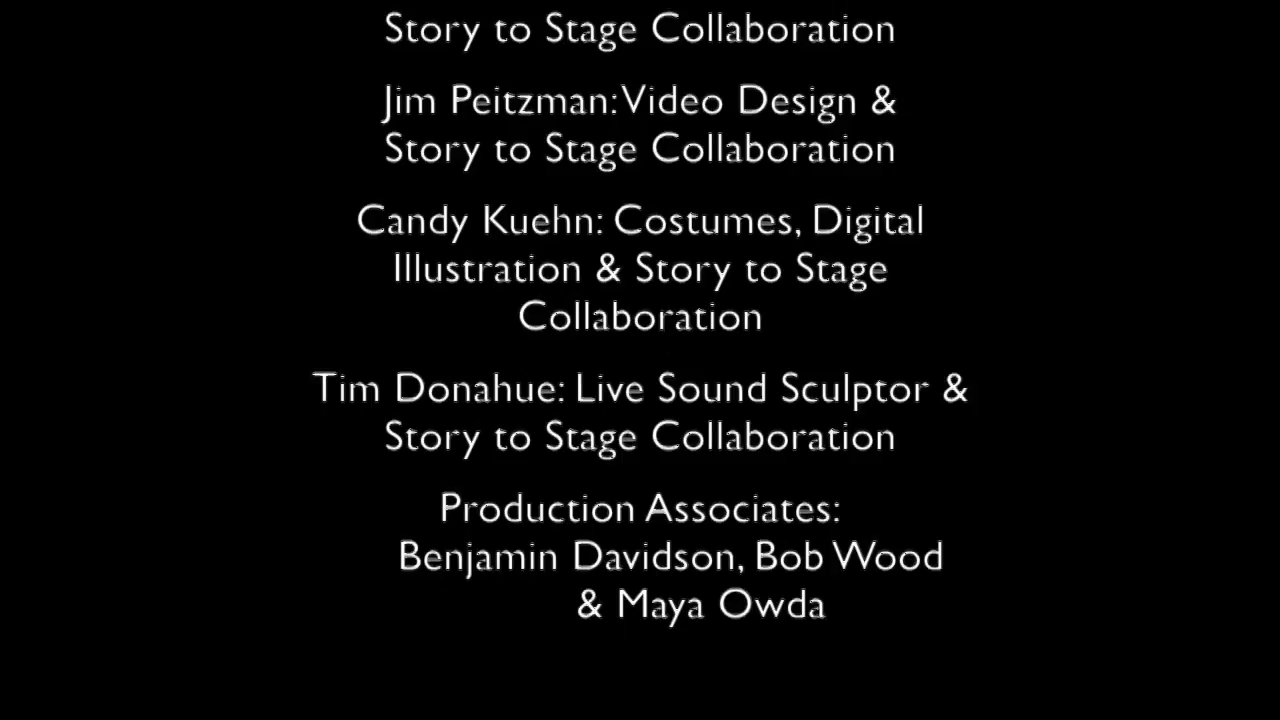 Story to Stage Collaboration
Jim Peitzman: Video Design &
Story to Stage Collaboration
Candy Kuehn: Costumes, Digital
Illustration & Story to Stage
Collaboration
Tim Donahue: Live Sound Sculptor &
Story to Stage Collaboration
Production Associates:
Benjamin Davidson, Bob Wood
& Maya Owda